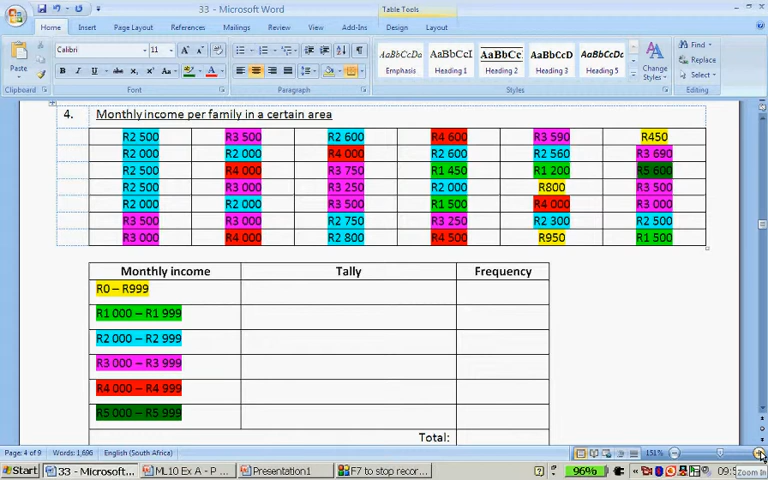 33 - Microsoft Word
Table Tools
Home Insert Page Layout References Mailings Review View Add-Ins Design Layout
Paste
Calibri 11
B I U
AaBbCcDc AaBbCcI AaBbCc AaBbCcD AaBbCcDc
Emphasis Heading 1 Heading 2 Heading 3 Heading 5
Change Styles
Find
Replace
Select
Clipboard Font Paragraph Styles Editing
4. Monthly income per family in a certain area
R2 500 R3 500 R2 600 R4 600 R3 590 R450
R2 000 R2 000 R4 000 R2 600 R2 560 R3 690
R2 500 R4 000 R3 750 R1 450 R1 200 R5 600
R2 500 R3 000 R3 250 R2 000 R800 R3 500
R2 000 R2 000 R3 500 R1 500 R4 000 R3 000
R3 500 R3 000 R2 750 R3 250 R2 300 R2 500
R3 000 R4 000 R2 800 R4 500 R950 R1 500
Monthly income Tally Frequency
R0 – R999
R1 000 – R1 999
R2 000 – R2 999
R3 000 – R3 999
R4 000 – R4 999
R5 000 – R5 999
Total:
Page: 4 of 9 Words: 1,696 English (South Africa) 151%
Start 33 - Microsoft... ML10 Ex A - P ... Presentation1 F7 to stop recor... 96%
Zoom In